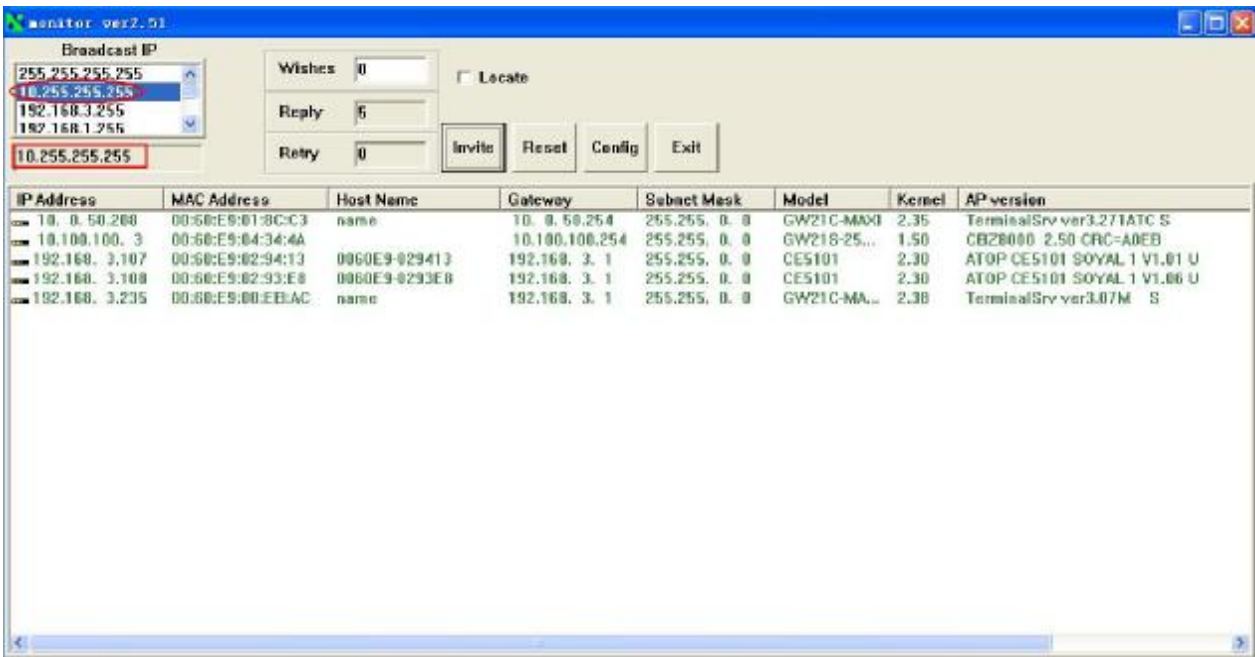 monitor ver2.51
Broadcast IP
255.255.255.255
10.255.255.255
192.168.3.255
192.168.1.255
10.255.255.255
Wishes 0
Reply 5
Retry 0
Locate
Invite Reset Config Exit
IP Address MAC Address Host Name Gateway Subnet Mask Model Kernel AP version
10. 0. 50.208 00:60:E9:01:8C:C3 name 10. 0. 50.254 255.255. 0. 0 GW21C-MAXI 2.35 TerminalSrv ver3.271ATC S
10.100.100. 3 00:60:E9:04:34:4A 10.100.100.254 255.255. 0. 0 GW21S-25... 1.50 CBZ8000 2.50 CRC=A0EB
192.168. 3.107 00:60:E9:02:94:13 0060E9-029413 192.168. 3. 1 255.255. 0. 0 CE5101 2.30 ATOP CE5101 SOYAL 1 V1.01 U
192.168. 3.108 00:60:E9:02:93:E8 0060E9-0293E8 192.168. 3. 1 255.255. 0. 0 CE5101 2.30 ATOP CE5101 SOYAL 1 V1.06 U
192.168. 3.235 00:60:E9:00:EB:AC name 192.168. 3. 1 255.255. 0. 0 GW21C-MA... 2.38 TerminalSrv ver3.07M S